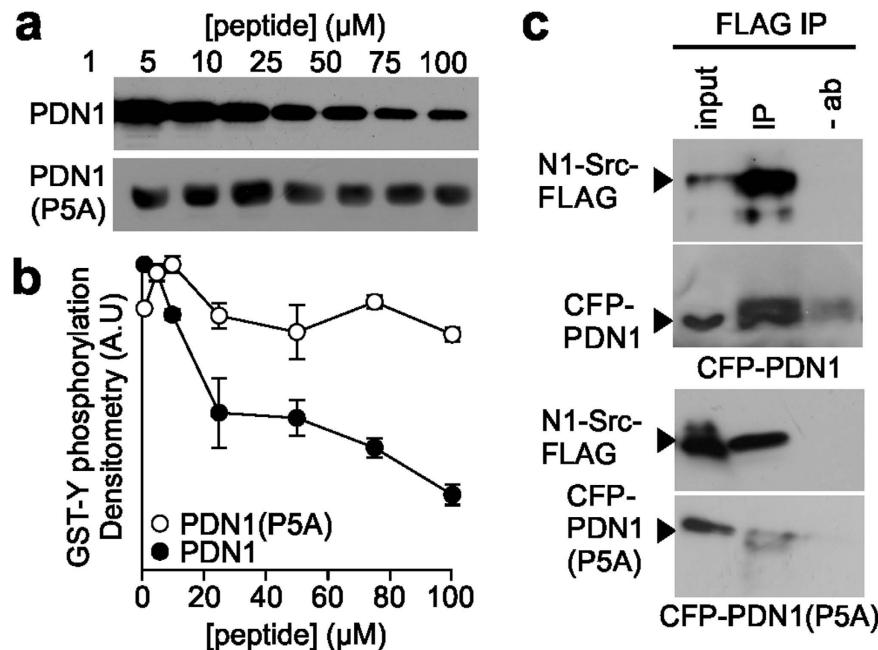 a
[peptide] (µM)
1 5 10 25 50 75 100
PDN1
PDN1
(P5A)
b
GST-Y phosphorylation
Densitometry (A.U)
PDN1(P5A)
PDN1
0 20 40 60 80 100
[peptide] (µM)
c
FLAG IP
input IP - ab
N1-Src-
FLAG
CFP-
PDN1
CFP-PDN1
N1-Src-
FLAG
CFP-
PDN1
(P5A)
CFP-PDN1(P5A)